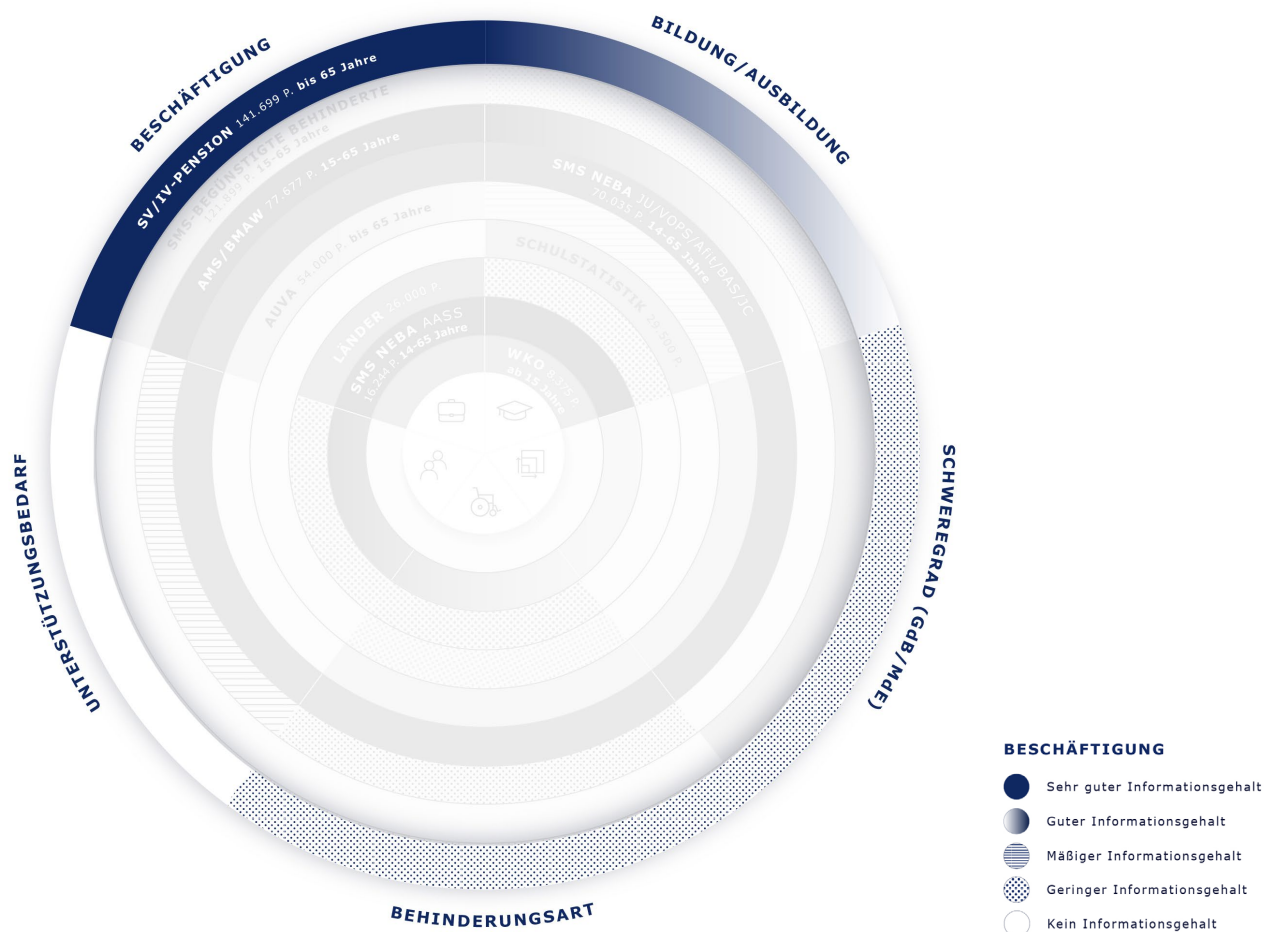 BESCHÄFTIGUNG
BILDUNG/AUSBILDUNG
SV/IV-PENSION 141.699 P. bis 65 Jahre
SMS-BEGÜNSTIGTE BEHINDERTE
121.899 P. 15-65 Jahre
AMS/BMAW 77.677 P. 15-65 Jahre
SMS NEBA JU/VOPS/AFit/BAS/JC
70.035 P. 14-65 Jahre
AUVA 54.000 P. bis 65 Jahre
SCHULSTATISTIK 29.500 P.
LÄNDER 26.000 P.
SMS NEBA AASS
16.244 P. 14-65 Jahre
WKO 8.375 P.
ab 15 Jahre
UNTERSTÜTZUNGSBEDARF
SCHWEREGRAD (GdB/MdE)
BEHINDERUNGSART
BESCHÄFTIGUNG
Sehr guter Informationsgehalt
Guter Informationsgehalt
Mäßiger Informationsgehalt
Geringer Informationsgehalt
Kein Informationsgehalt